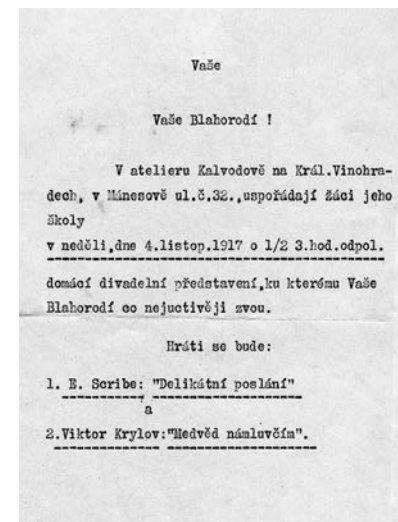 Vaše
Vaše Blahorodí !
V atelieru Kalvodově na Král.Vinohra-
dech, v Mánesově ul.č.32.,uspořádají žáci jeho
školy
v neděli,dne 4.listop.1917 o 1/2 3.hod.odpol.
domácí divadelní představení,ku kterému Vaše
Blahorodí co nejuctivěji zvou.
Hráti se bude:
1. E. Scribe: "Delikátní poslání"
a
2.Viktor Krylov:"Medvěd námluvčím".